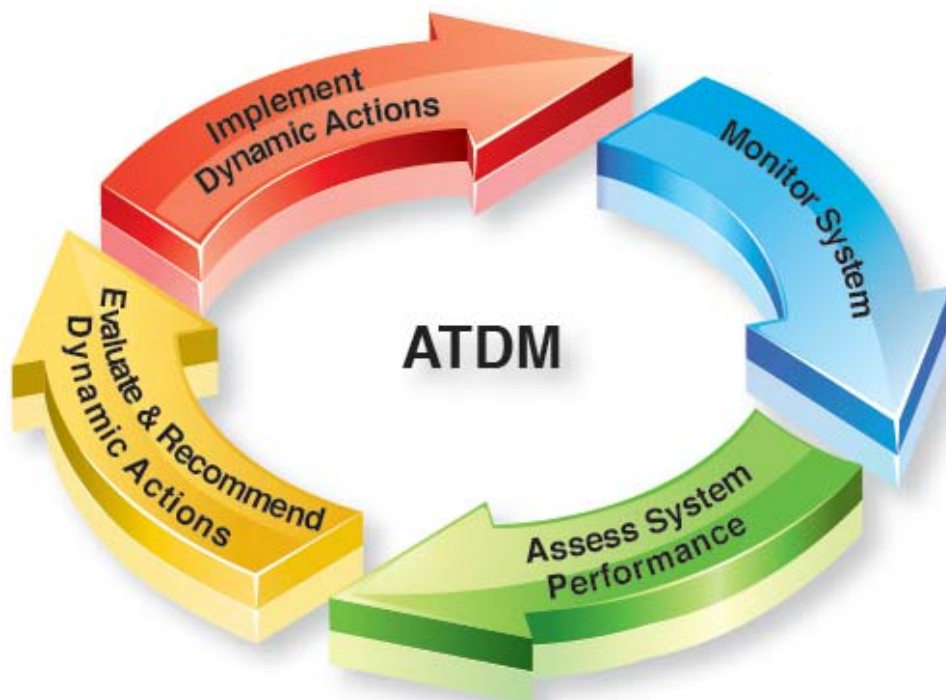 Implement
Dynamic Actions
Monitor System
ATDM
Evaluate & Recommend
Dynamic Actions
Assess System
Performance